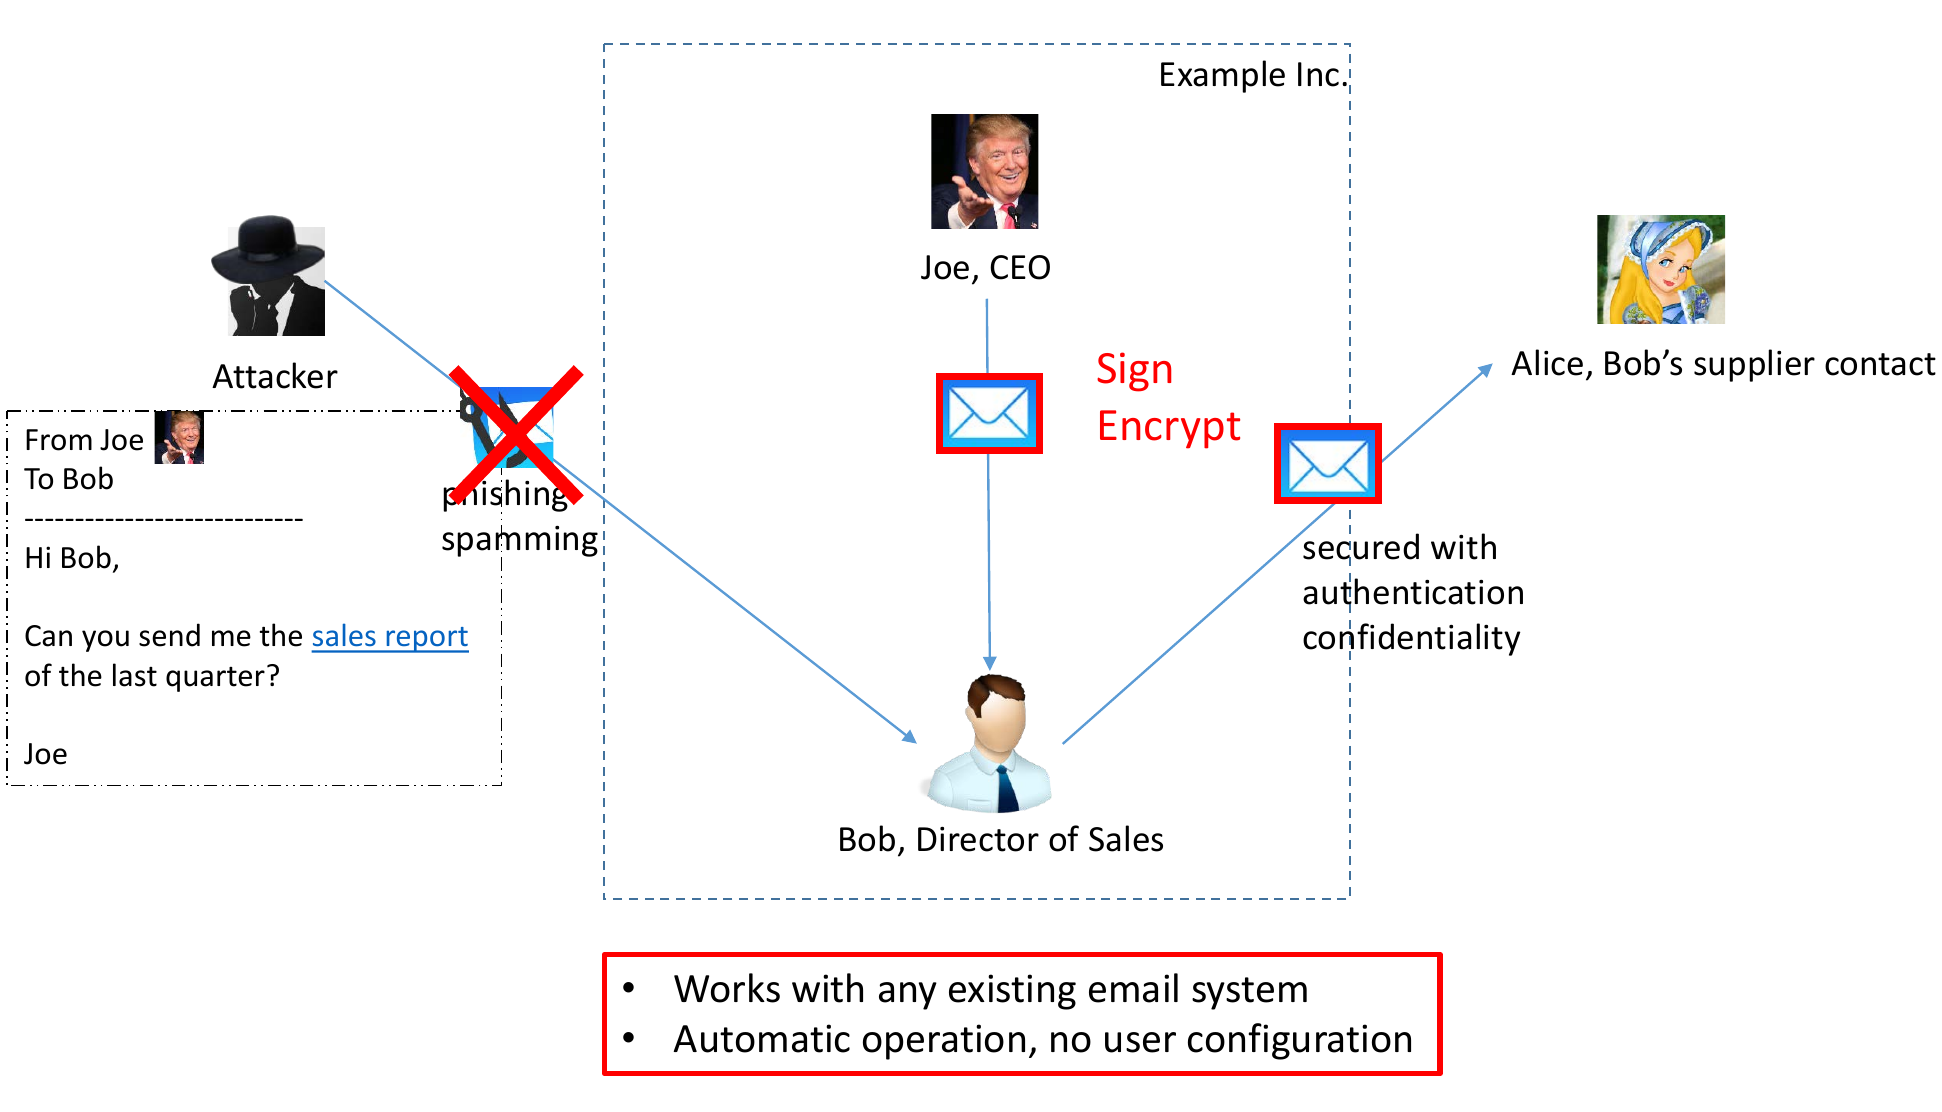 Example Inc.
Joe, CEO
Attacker
Sign
Encrypt
Alice, Bob’s supplier contact
From Joe
To Bob
----------------------------
Hi Bob,
Can you send me the sales report
of the last quarter?
Joe
phishing
spamming
secured with
authentication
confidentiality
Bob, Director of Sales
• Works with any existing email system
• Automatic operation, no user configuration